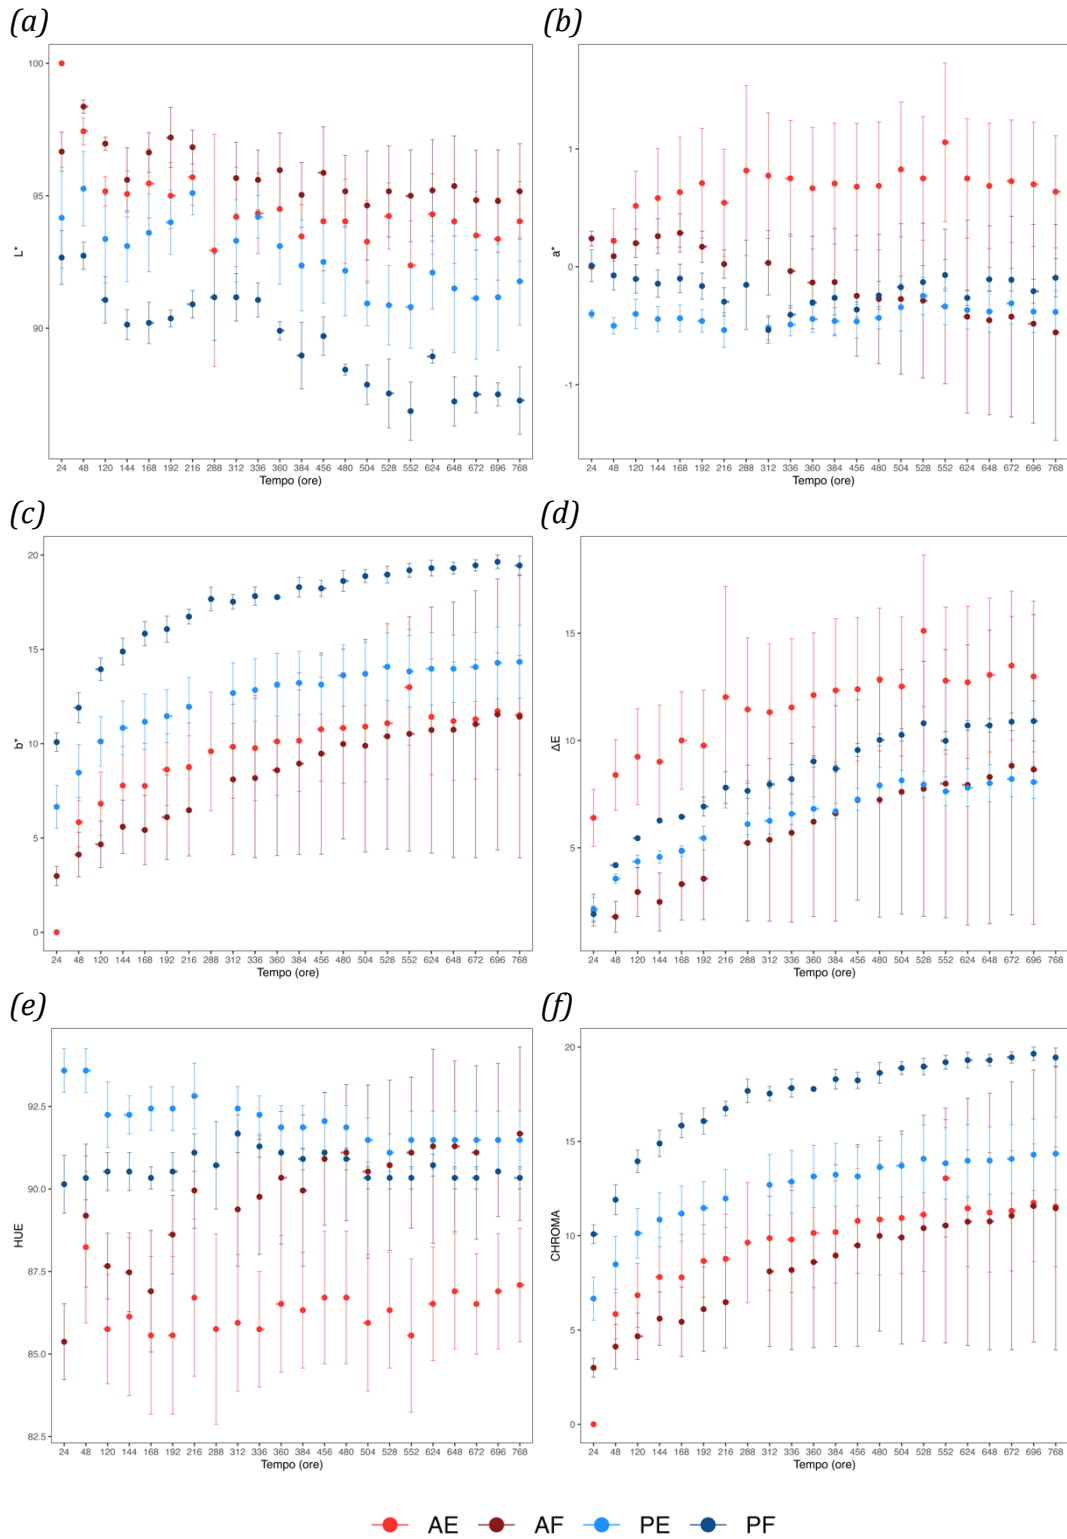 (a)
L*
100
95
90
24 48 120 144 168 192 216 288 312 336 360 384 456 480 504 528 552 624 648 672 696 768
Tempo (ore)
(b)
a*
1
0
-1
24 48 120 144 168 192 216 288 312 336 360 384 456 480 504 528 552 624 648 672 696 768
Tempo (ore)
(c)
b*
20
15
10
5
0
24 48 120 144 168 192 216 288 312 336 360 384 456 480 504 528 552 624 648 672 696 768
Tempo (ore)
(d)
ΔE
15
10
5
24 48 120 144 168 192 216 288 312 336 360 384 456 480 504 528 552 624 648 672 696 768
Tempo (ore)
(e)
HUE
92.5
90.0
87.5
85.0
82.5
24 48 120 144 168 192 216 288 312 336 360 384 456 480 504 528 552 624 648 672 696 768
Tempo (ore)
(f)
CHROMA
20
15
10
5
0
24 48 120 144 168 192 216 288 312 336 360 384 456 480 504 528 552 624 648 672 696 768
Tempo (ore)
AE AF PE PF